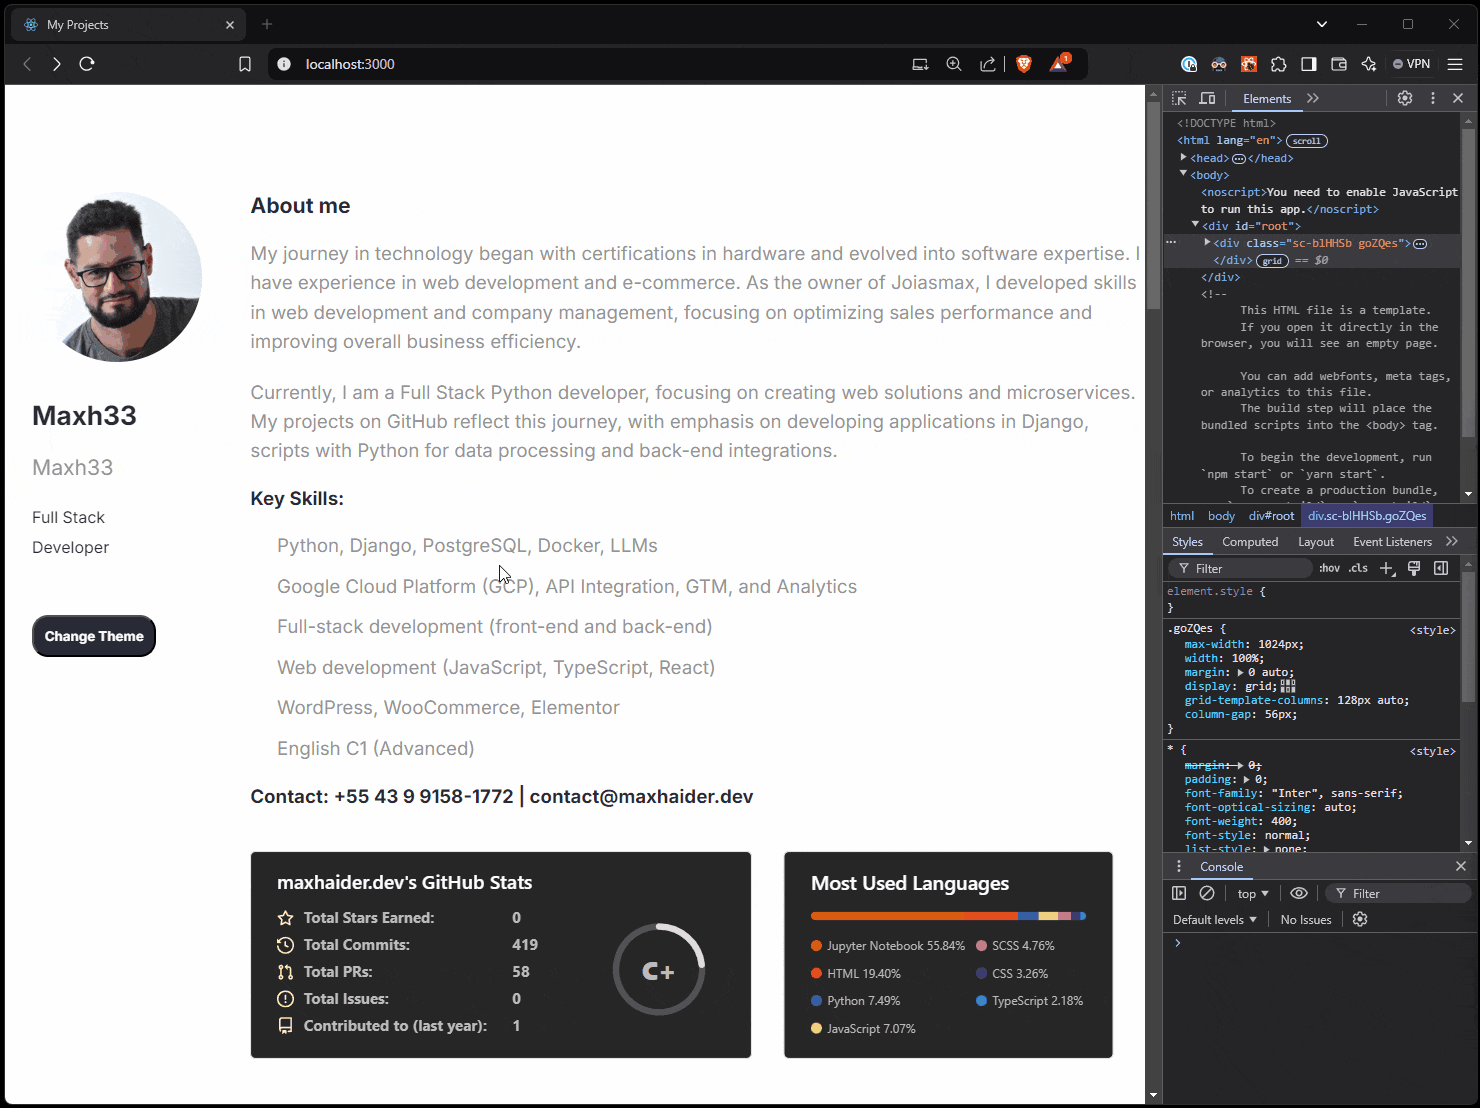 My Projects
localhost:3000
1
VPN
Maxh33
Maxh33
Full Stack
Developer
Change Theme
About me
My journey in technology began with certifications in hardware and evolved into software expertise. I
have experience in web development and e-commerce. As the owner of Joiasmax, I developed skills
in web development and company management, focusing on optimizing sales performance and
improving overall business efficiency.
Currently, I am a Full Stack Python developer, focusing on creating web solutions and microservices.
My projects on GitHub reflect this journey, with emphasis on developing applications in Django,
scripts with Python for data processing and back-end integrations.
Key Skills:
Python, Django, PostgreSQL, Docker, LLMs
Google Cloud Platform (GCP), API Integration, GTM, and Analytics
Full-stack development (front-end and back-end)
Web development (JavaScript, TypeScript, React)
WordPress, WooCommerce, Elementor
English C1 (Advanced)
Contact: +55 43 9 9158-1772 | contact@maxhaider.dev
maxhaider.dev's GitHub Stats
Total Stars Earned: 0
Total Commits: 419
Total PRs: 58
Total Issues: 0
Contributed to (last year): 1
C+
Most Used Languages
Jupyter Notebook 55.84%
HTML 19.40%
Python 7.49%
JavaScript 7.07%
SCSS 4.76%
CSS 3.26%
TypeScript 2.18%
Elements
<!DOCTYPE html>
<html lang="en"> scroll
<head> </head>
<body>
<noscript>You need to enable JavaScript
to run this app.</noscript>
<div id="root">
<div class="sc-blHHSb goZQes">
</div> grid == $0
</div>
<!--
This HTML file is a template.
If you open it directly in the
browser, you will see an empty page.
You can add webfonts, meta tags,
or analytics to this file.
The build step will place the
bundled scripts into the <body> tag.
To begin the development, run
`npm start` or `yarn start`.
To create a production bundle,
html body div#root div.sc-blHHSb.goZQes
Styles Computed Layout Event Listeners
Filter :hov .cls
element.style {
}
.goZQes { <style>
max-width: 1024px;
width: 100%;
margin: 0 auto;
display: grid;
grid-template-columns: 128px auto;
column-gap: 56px;
}
* { <style>
margin: 0;
padding: 0;
font-family: "Inter", sans-serif;
font-optical-sizing: auto;
font-weight: 400;
font-style: normal;
list-style: none;
Console
top Filter
Default levels No Issues